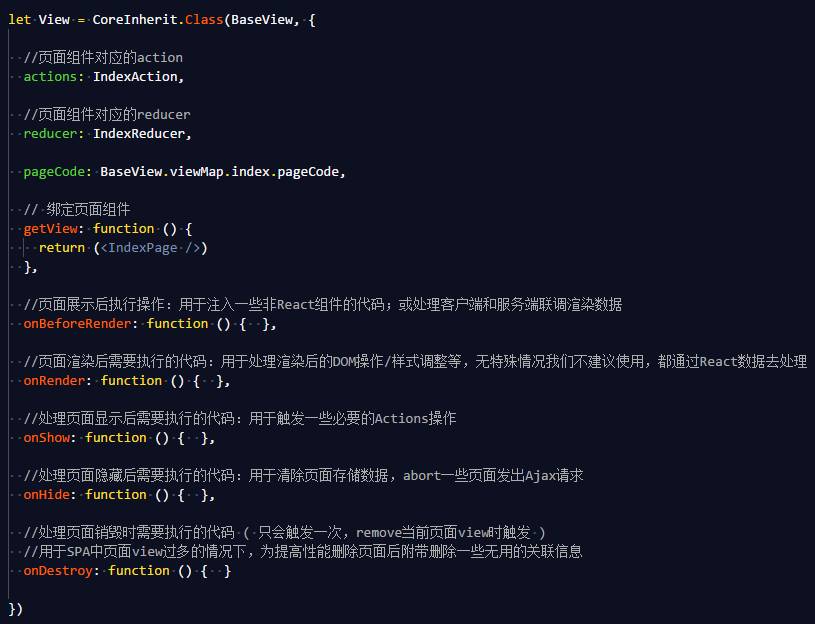 let View = CoreInherit.Class(BaseView, {
//页面组件对应的action
actions: IndexAction,
//页面组件对应的reducer
reducer: IndexReducer,
pageCode: BaseView.viewMap.index.pageCode,
// 绑定页面组件
getView: function () {
return (<IndexPage />)
},
//页面展示后执行操作：用于注入一些非React组件的代码；或处理客户端和服务端联调渲染数据
onBeforeRender: function () {  },
//页面渲染后需要执行的代码：用于处理渲染后的DOM操作/样式调整等，无特殊情况我们不建议使用，都通过React数据去处理
onRender: function () {  },
//处理页面显示后需要执行的代码：用于触发一些必要的Actions操作
onShow: function () {  },
//处理页面隐藏后需要执行的代码：用于清除页面存储数据，abort一些页面发出Ajax请求
onHide: function () {  },
//处理页面销毁时需要执行的代码 ( 只会触发一次，remove当前页面view时触发 )
//用于SPA中页面view过多的情况下，为提高性能删除页面后附带删除一些无用的关联信息
onDestroy: function () {  }
})